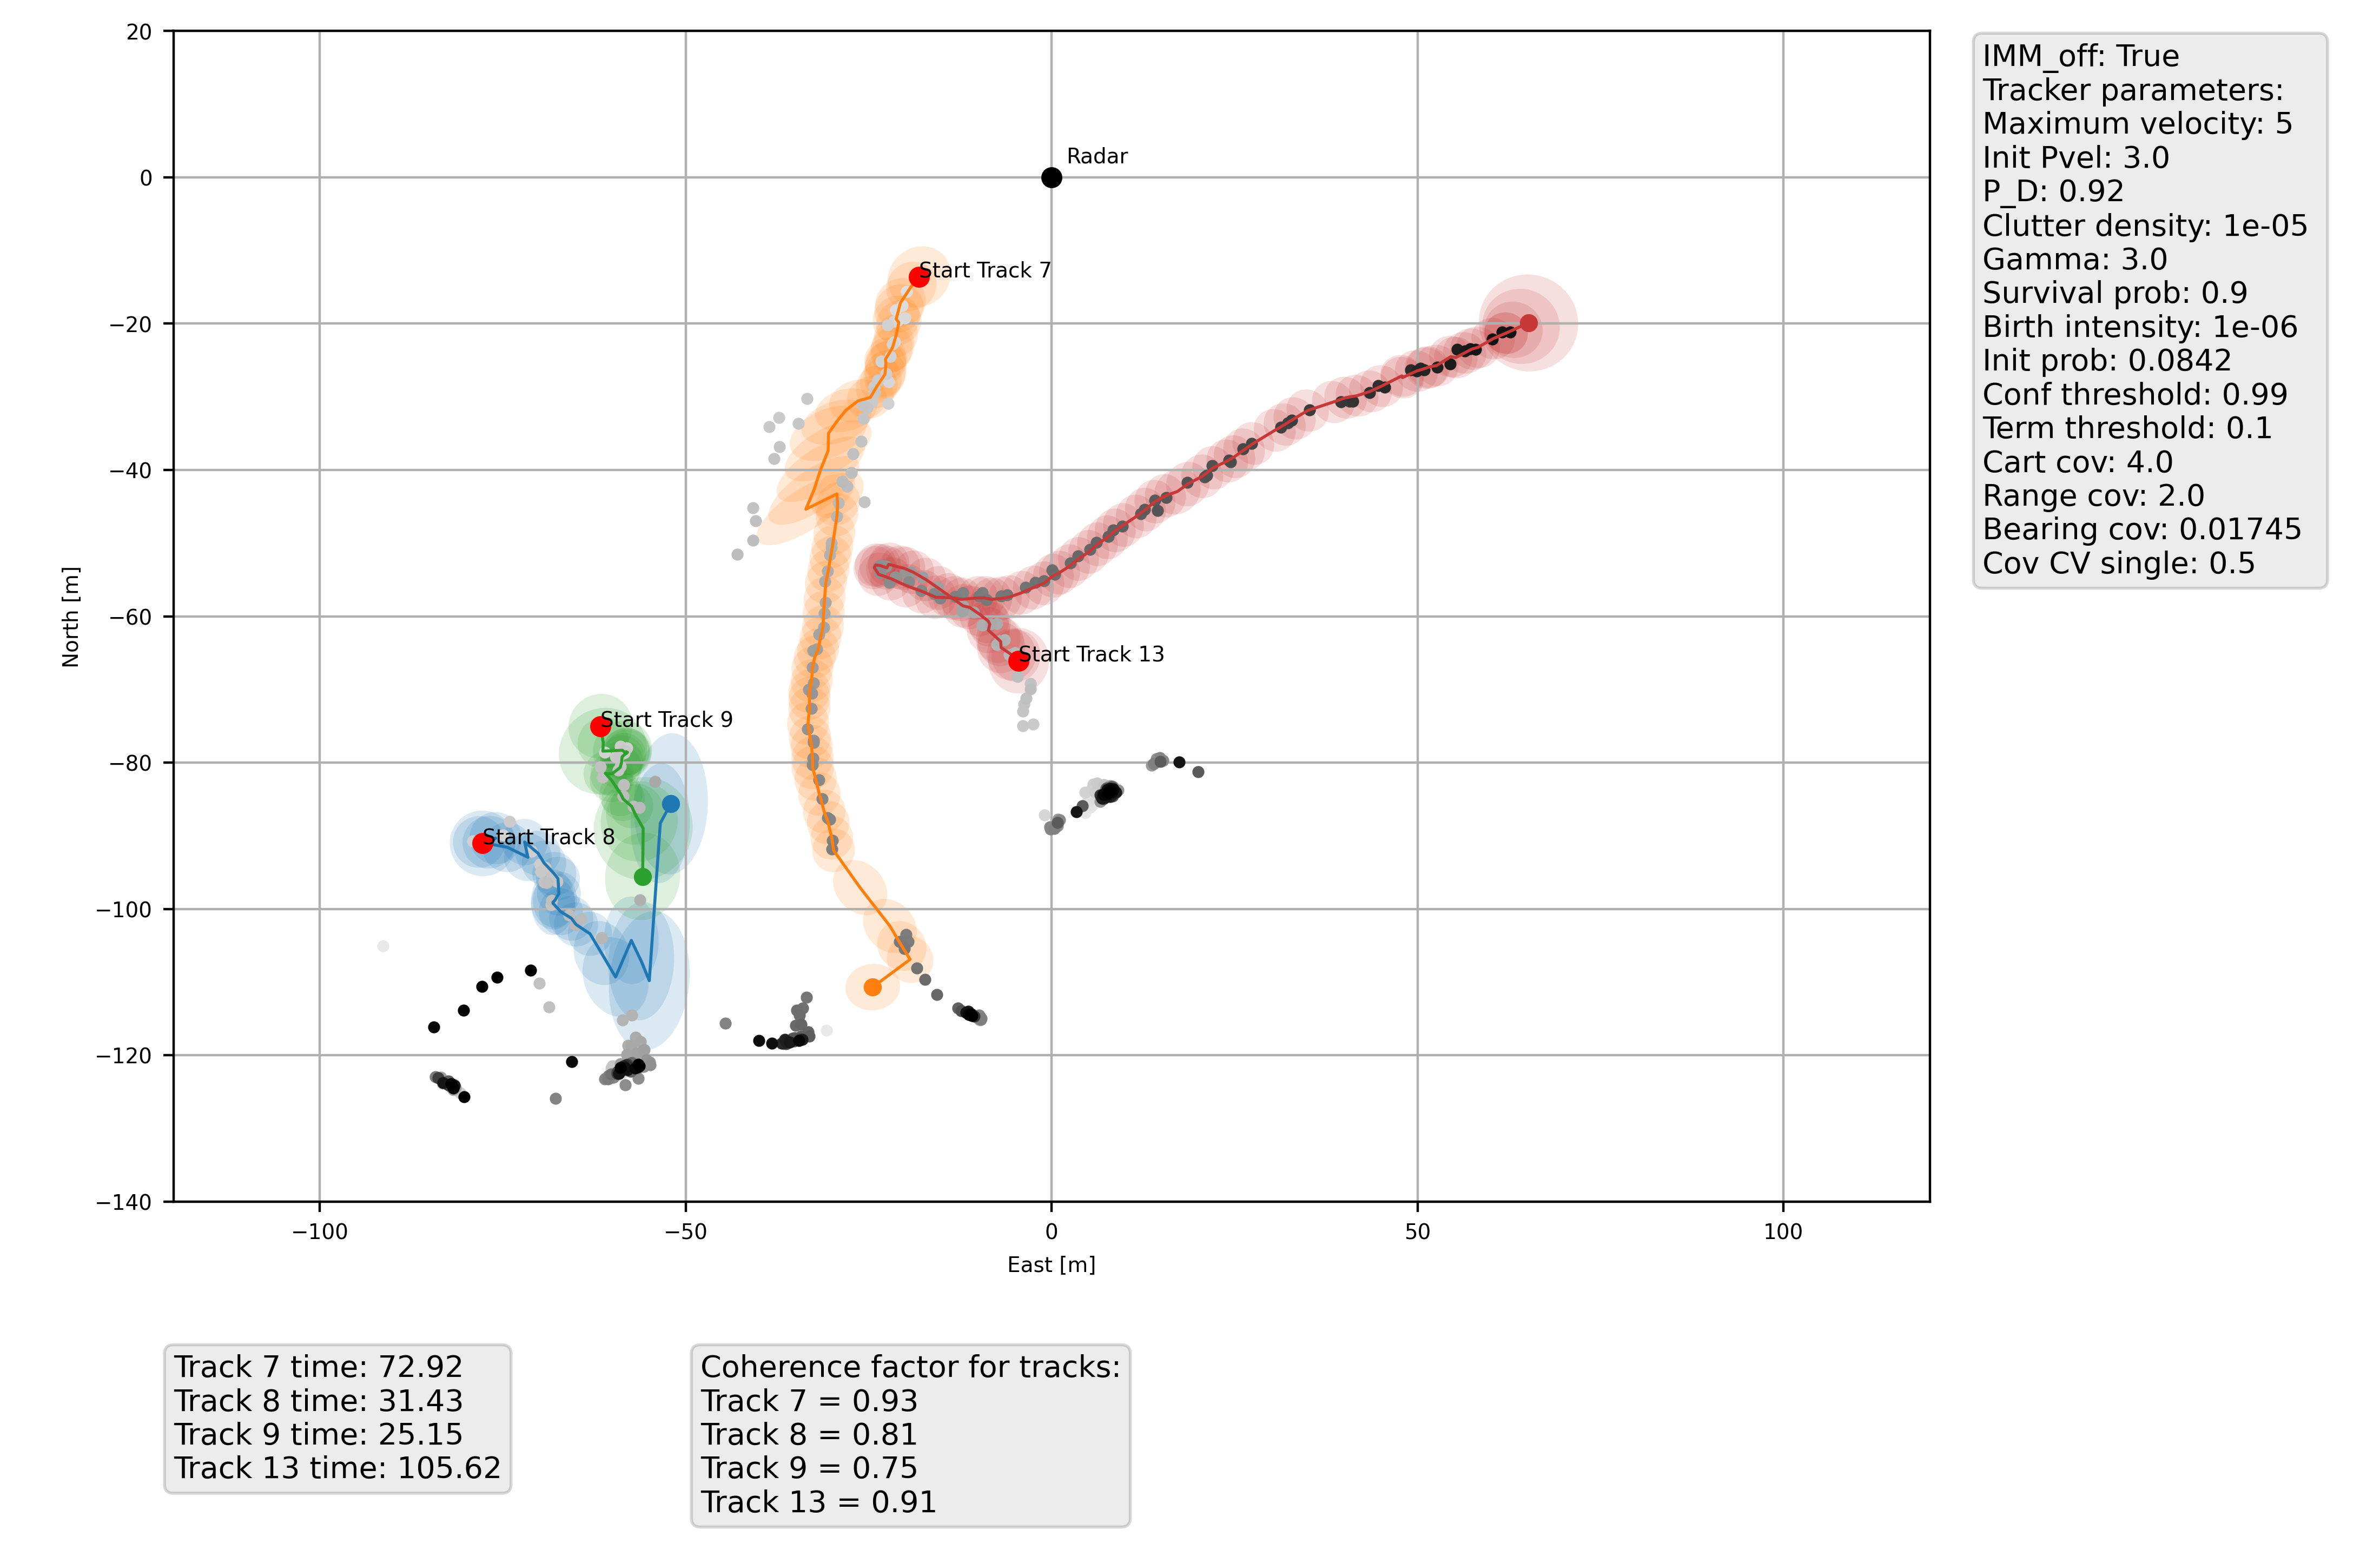 20
0
−20
−40
−60
−80
−100
−120
−140
−100
−50
0
50
100
North [m]
East [m]
Radar
Start Track 7
Start Track 13
Start Track 9
Start Track 8
IMM_off: True
Tracker parameters:
Maximum velocity: 5
Init Pvel: 3.0
P_D: 0.92
Clutter density: 1e-05
Gamma: 3.0
Survival prob: 0.9
Birth intensity: 1e-06
Init prob: 0.0842
Conf threshold: 0.99
Term threshold: 0.1
Cart cov: 4.0
Range cov: 2.0
Bearing cov: 0.01745
Cov CV single: 0.5
Track 7 time: 72.92
Track 8 time: 31.43
Track 9 time: 25.15
Track 13 time: 105.62
Coherence factor for tracks:
Track 7 = 0.93
Track 8 = 0.81
Track 9 = 0.75
Track 13 = 0.91